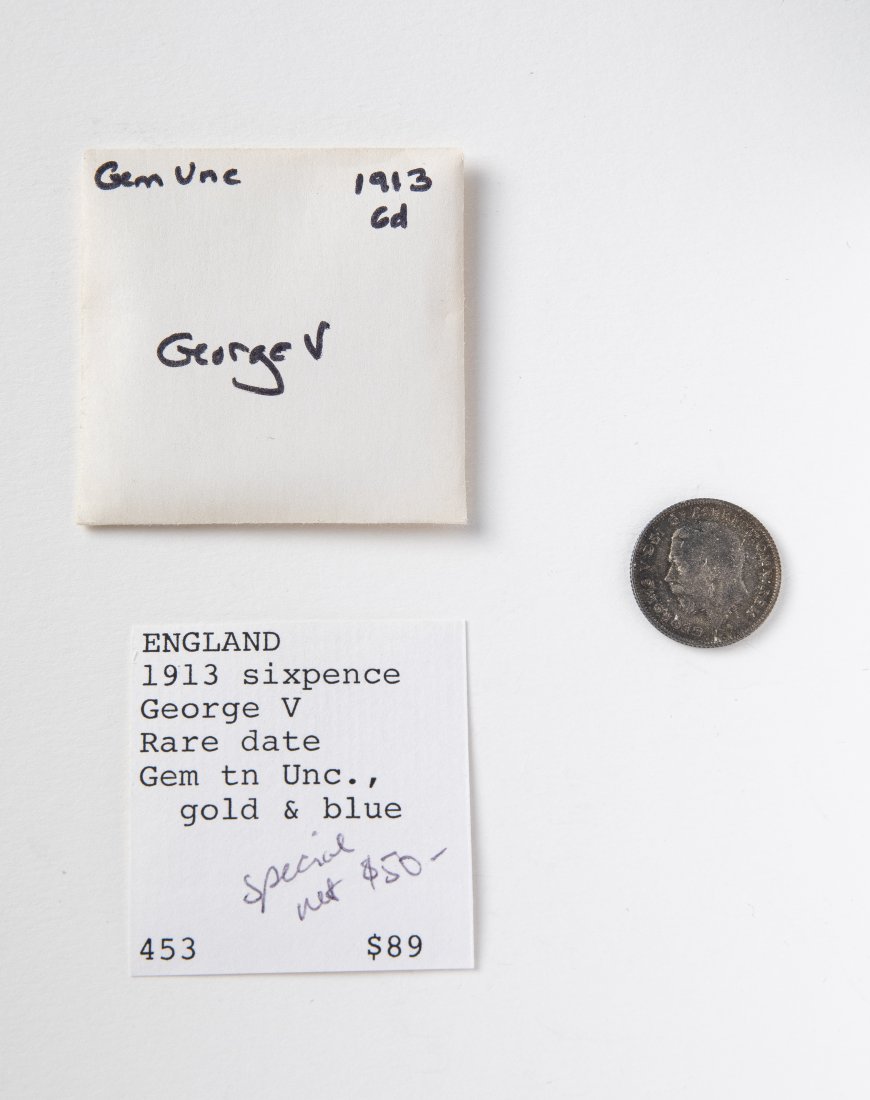 Gem Unc 1913
6d
George V
ENGLAND
1913 sixpence
George V
Rare date
Gem tn Unc.,
gold & blue
special
net $50-
453 $89